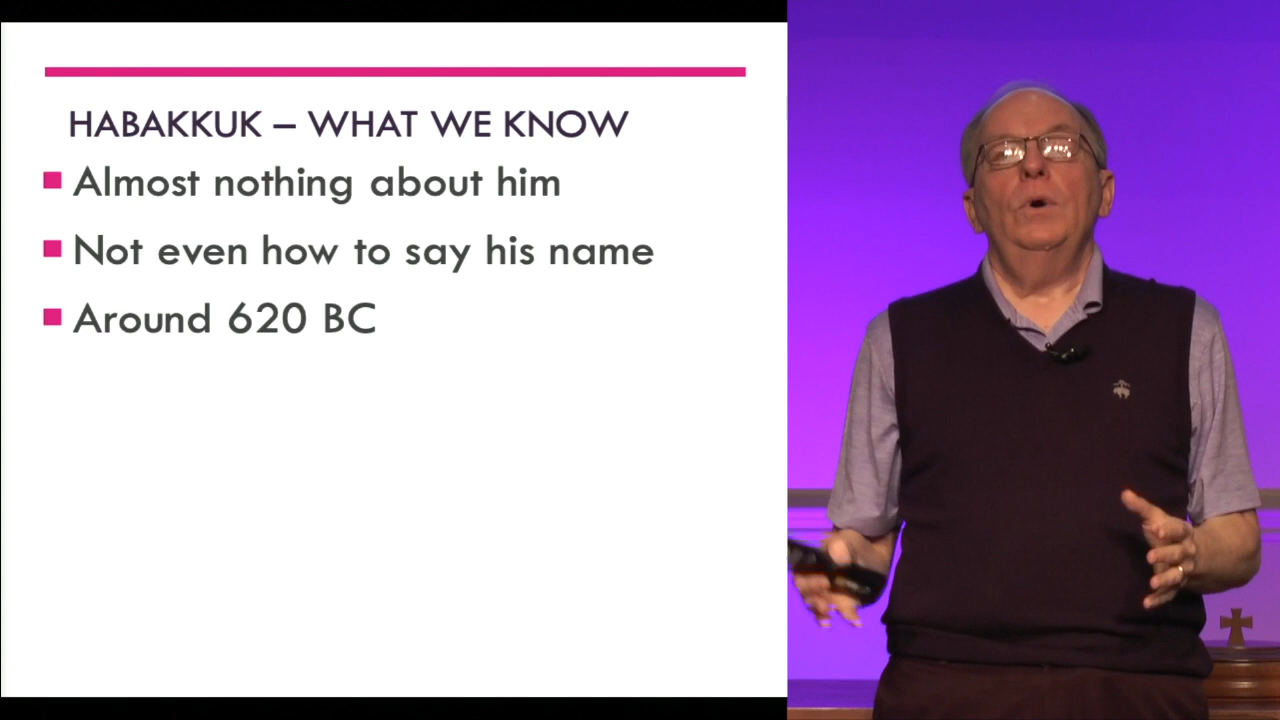 HABAKKUK – WHAT WE KNOW
Almost nothing about him
Not even how to say his name
Around 620 BC